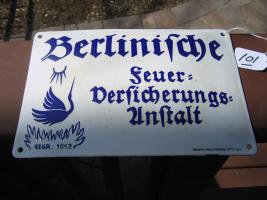 Berlinische
Feuer-
Versicherungs-
Anstalt
GEGR. 1812
101